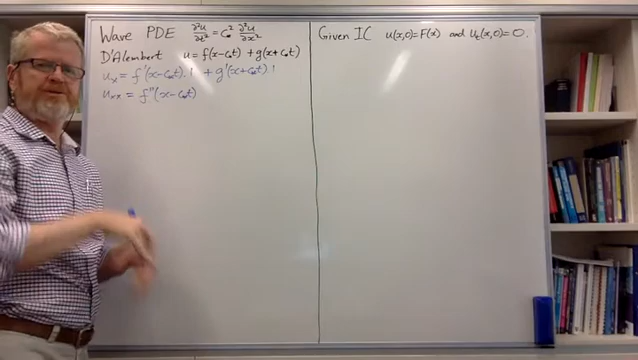 Wave PDE ∂²u/∂t² = c₀² ∂²u/∂x²
D'Alembert u = f(x-c₀t) + g(x+c₀t)
uₓ = f'(x-c₀t).1 + g'(x+c₀t).1
uₓₓ = f''(x-c₀t)
Given IC u(x,0)=F(x) and uₜ(x,0)=0.